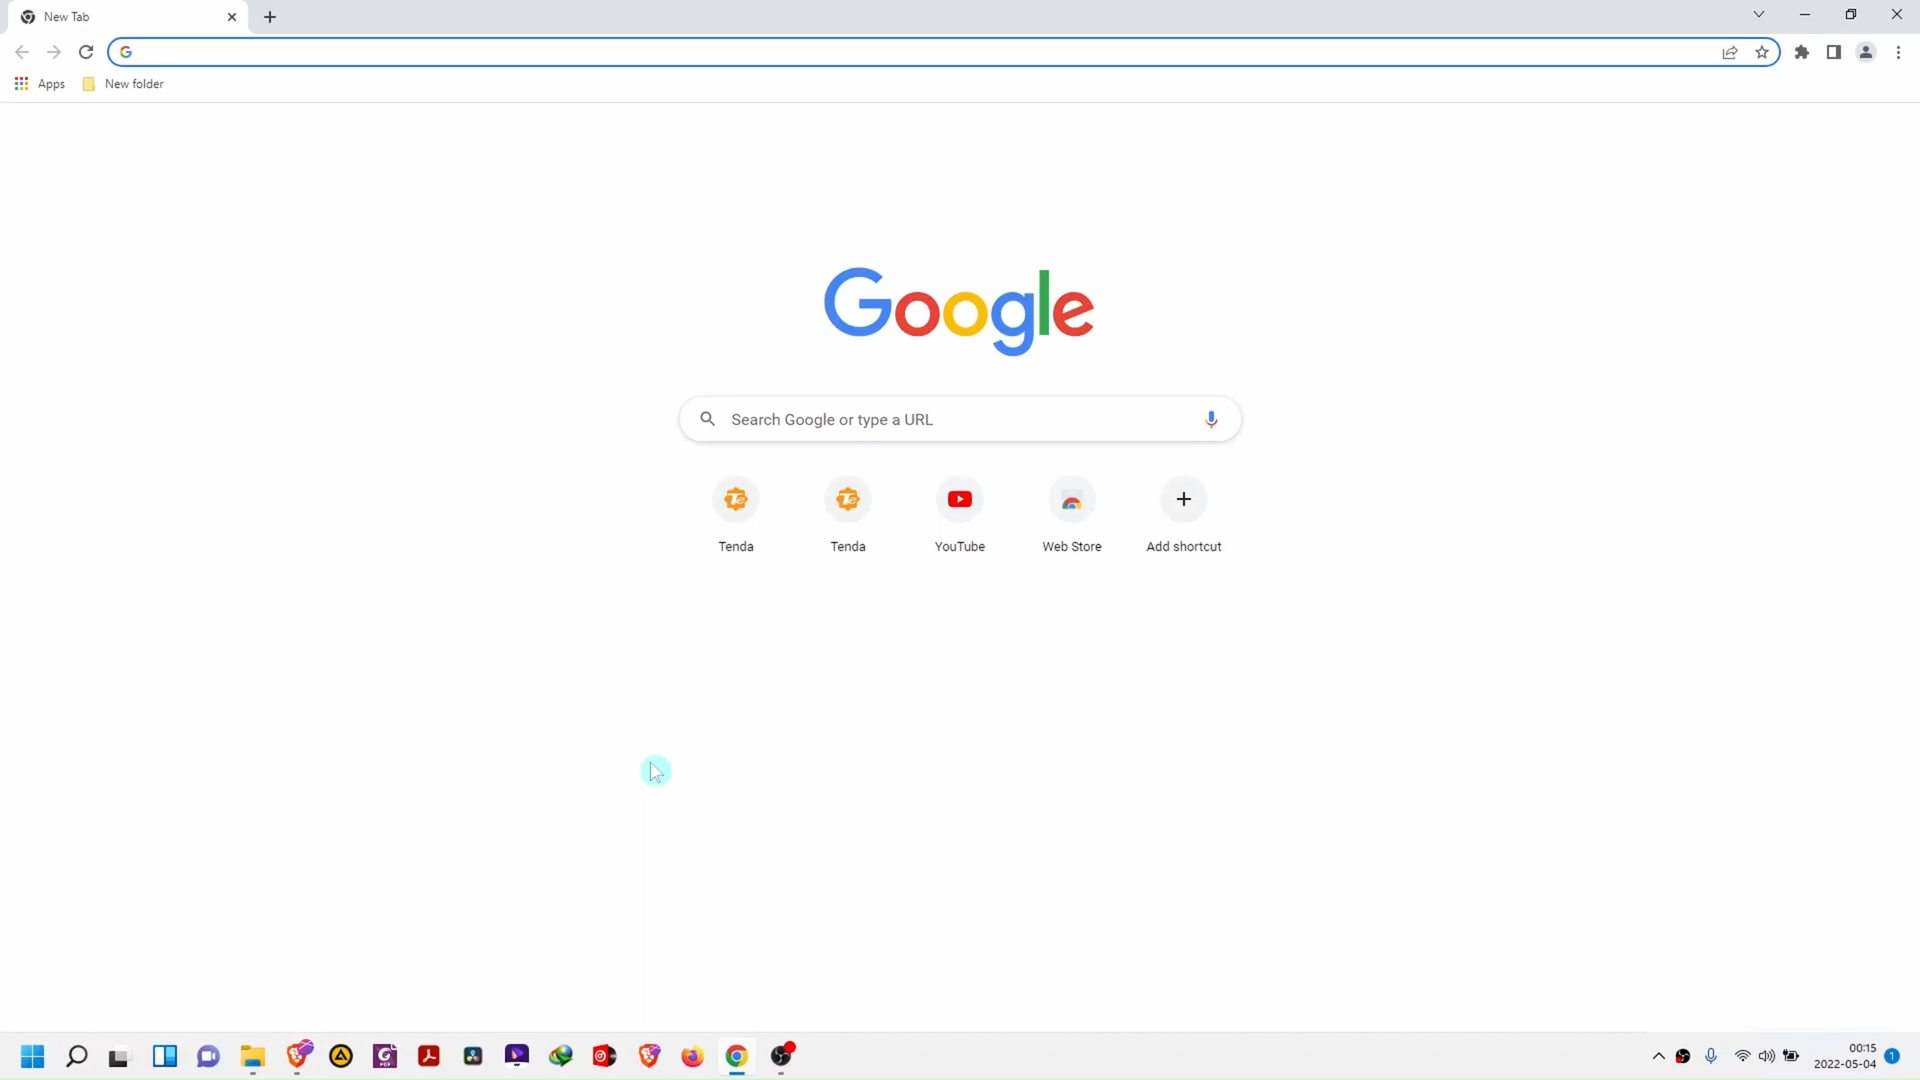 New Tab
Apps
New folder
Google
Search Google or type a URL
Tenda
Tenda
YouTube
Web Store
Add shortcut
00:15
2022-05-04
1